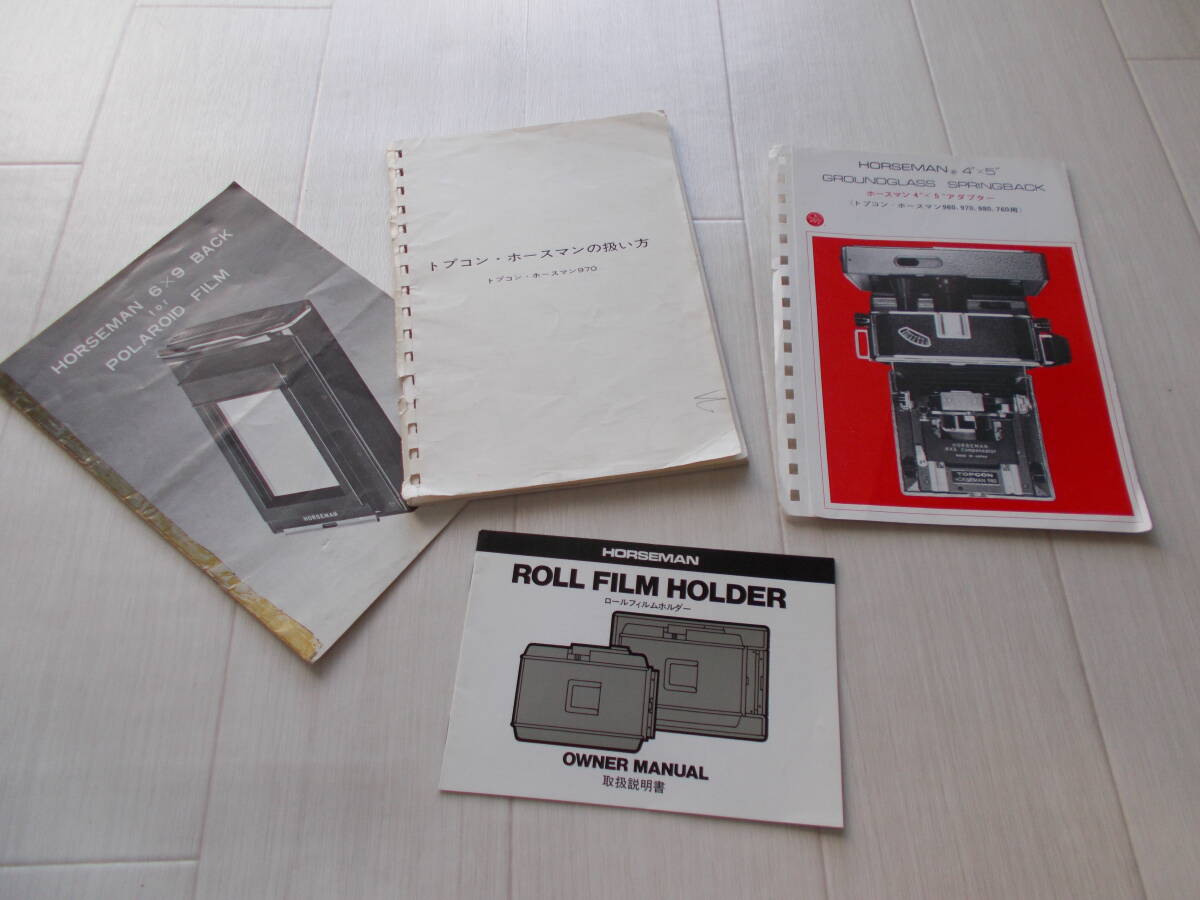 HORSEMAN 6×9 BACK
for
POLAROID FILM
HORSEMAN
トプコン・ホースマンの扱い方
トプコン・ホースマン970
HORSEMAN® 4"×5"
GROUNDGLASS SPRINGBACK
ホースマン4"×5"アダプター
(トプコン・ホースマン960、970、980、760用)
HORSEMAN
MADE IN JAPAN
TOPCON
HORSEMAN
HORSEMAN
ROLL FILM HOLDER
ロールフィルムホルダー
OWNER MANUAL
取扱説明書